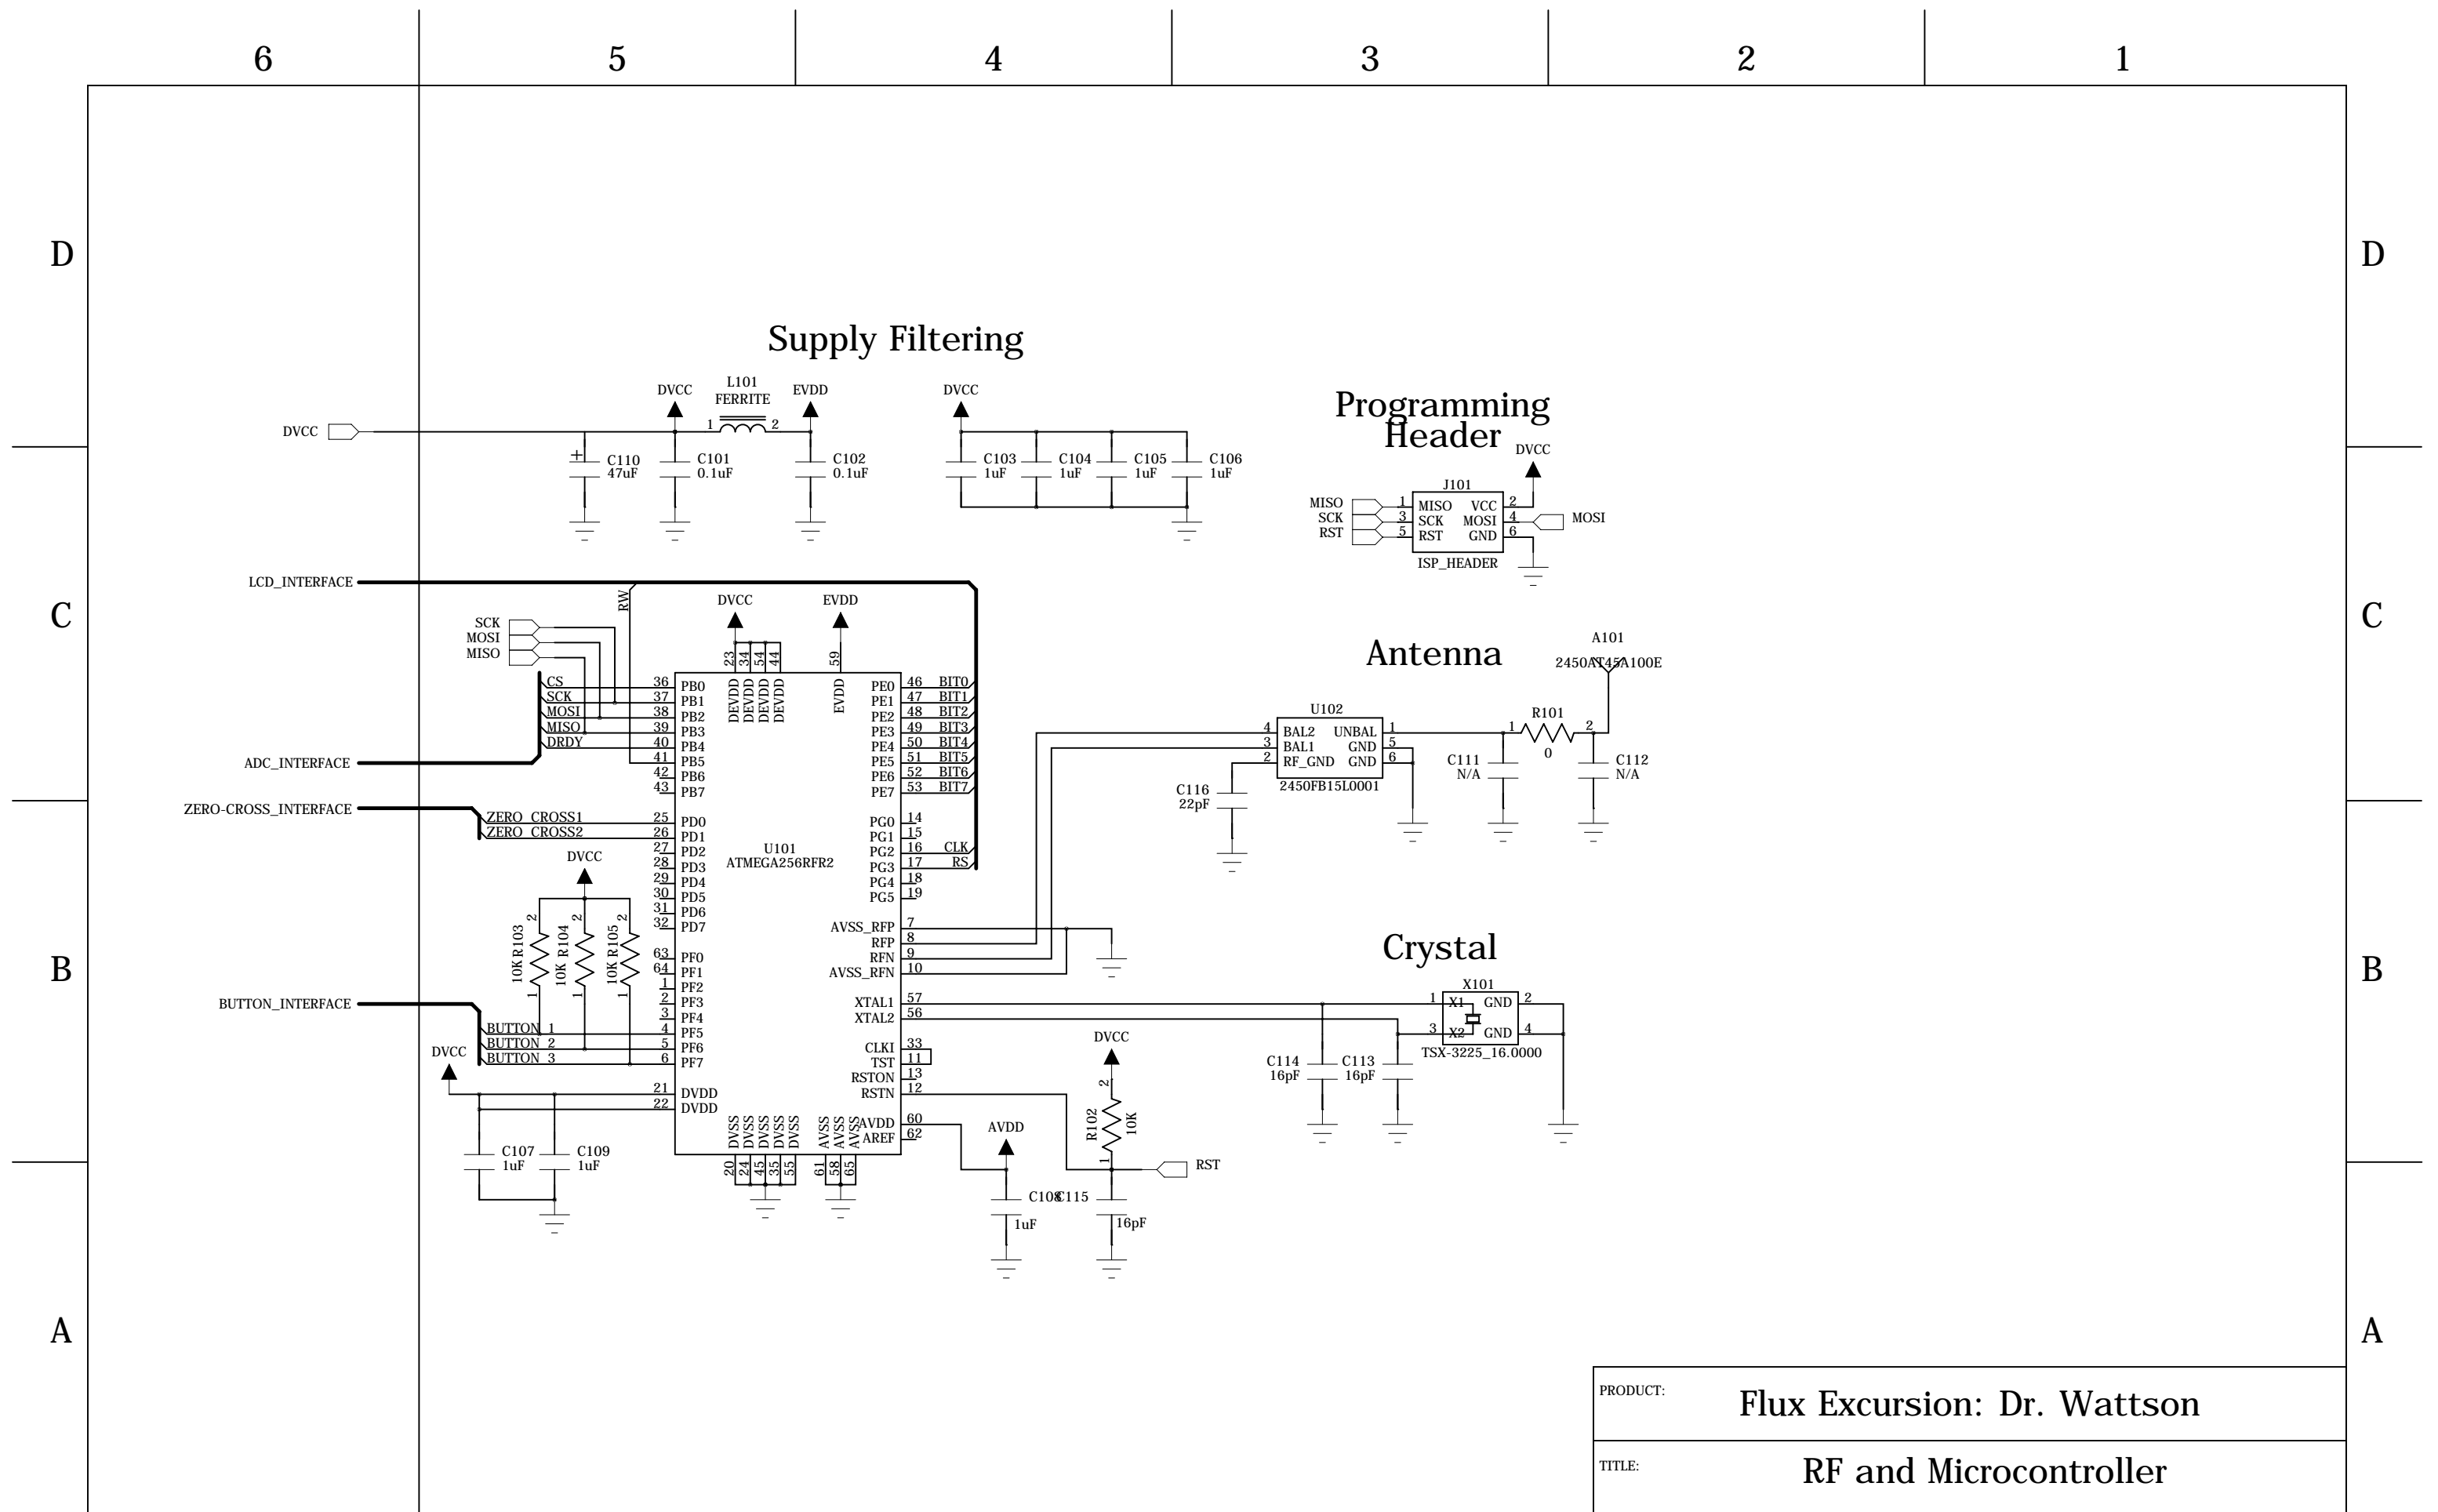 6 5 4 3 2 1
D D
Supply Filtering
DVCC
DVCC
L101
FERRITE
1 2
EVDD
C110
47uF
C101
0.1uF
C102
0.1uF
DVCC
C103
1uF
C104
1uF
C105
1uF
C106
1uF
Programming
Header
DVCC
J101
MISO 1 MISO VCC 2
SCK 3 SCK MOSI 4 MOSI
RST 5 RST GND 6
ISP_HEADER
C C
LCD_INTERFACE
RW
SCK
MOSI
MISO
DVCC
23 34 54 44
DEVDD DEVDD DEVDD DEVDD
EVDD
59
EVDD
CS 36 PB0
SCK 37 PB1
MOSI 38 PB2
MISO 39 PB3
DRDY 40 PB4
41 PB5
42 PB6
43 PB7
ADC_INTERFACE
ZERO-CROSS_INTERFACE
ZERO_CROSS1 25 PD0
ZERO_CROSS2 26 PD1
27 PD2
28 PD3
29 PD4
30 PD5
31 PD6
32 PD7
U101
ATMEGA256RFR2
DVCC
2 2 2
10K R103
10K R104
10K R105
1 1 1
63 PF0
64 PF1
1 PF2
2 PF3
3 PF4
BUTTON_INTERFACE
BUTTON_1 4 PF5
BUTTON_2 5 PF6
BUTTON_3 6 PF7
DVCC
21 DVDD
22 DVDD
C107
1uF
C109
1uF
DVSS DVSS DVSS DVSS DVSS
20 24 45 35 55
AVSS AVSS AVSS
61 58 65
PE0 46 BIT0
PE1 47 BIT1
PE2 48 BIT2
PE3 49 BIT3
PE4 50 BIT4
PE5 51 BIT5
PE6 52 BIT6
PE7 53 BIT7
PG0 14
PG1 15
PG2 16 CLK
PG3 17 RS
PG4 18
PG5 19
AVSS_RFP 7
RFP 8
RFN 9
AVSS_RFN 10
XTAL1 57
XTAL2 56
CLKI 33
TST 11
RSTON 13
RSTN 12
AVDD 60
AREF 62
AVDD
C108
1uF
DVCC
2
R102
10K
1
RST
C115
16pF
Antenna
A101
2450AT45A100E
U102
4 BAL2 UNBAL 1
3 BAL1 GND 5
2 RF_GND GND 6
2450FB15L0001
C116
22pF
R101
1 2
0
C111
N/A
C112
N/A
B B
Crystal
X101
1 X1 GND 2
3 X2 GND 4
TSX-3225_16.0000
C114
16pF
C113
16pF
A A
PRODUCT: Flux Excursion: Dr. Wattson
TITLE: RF and Microcontroller